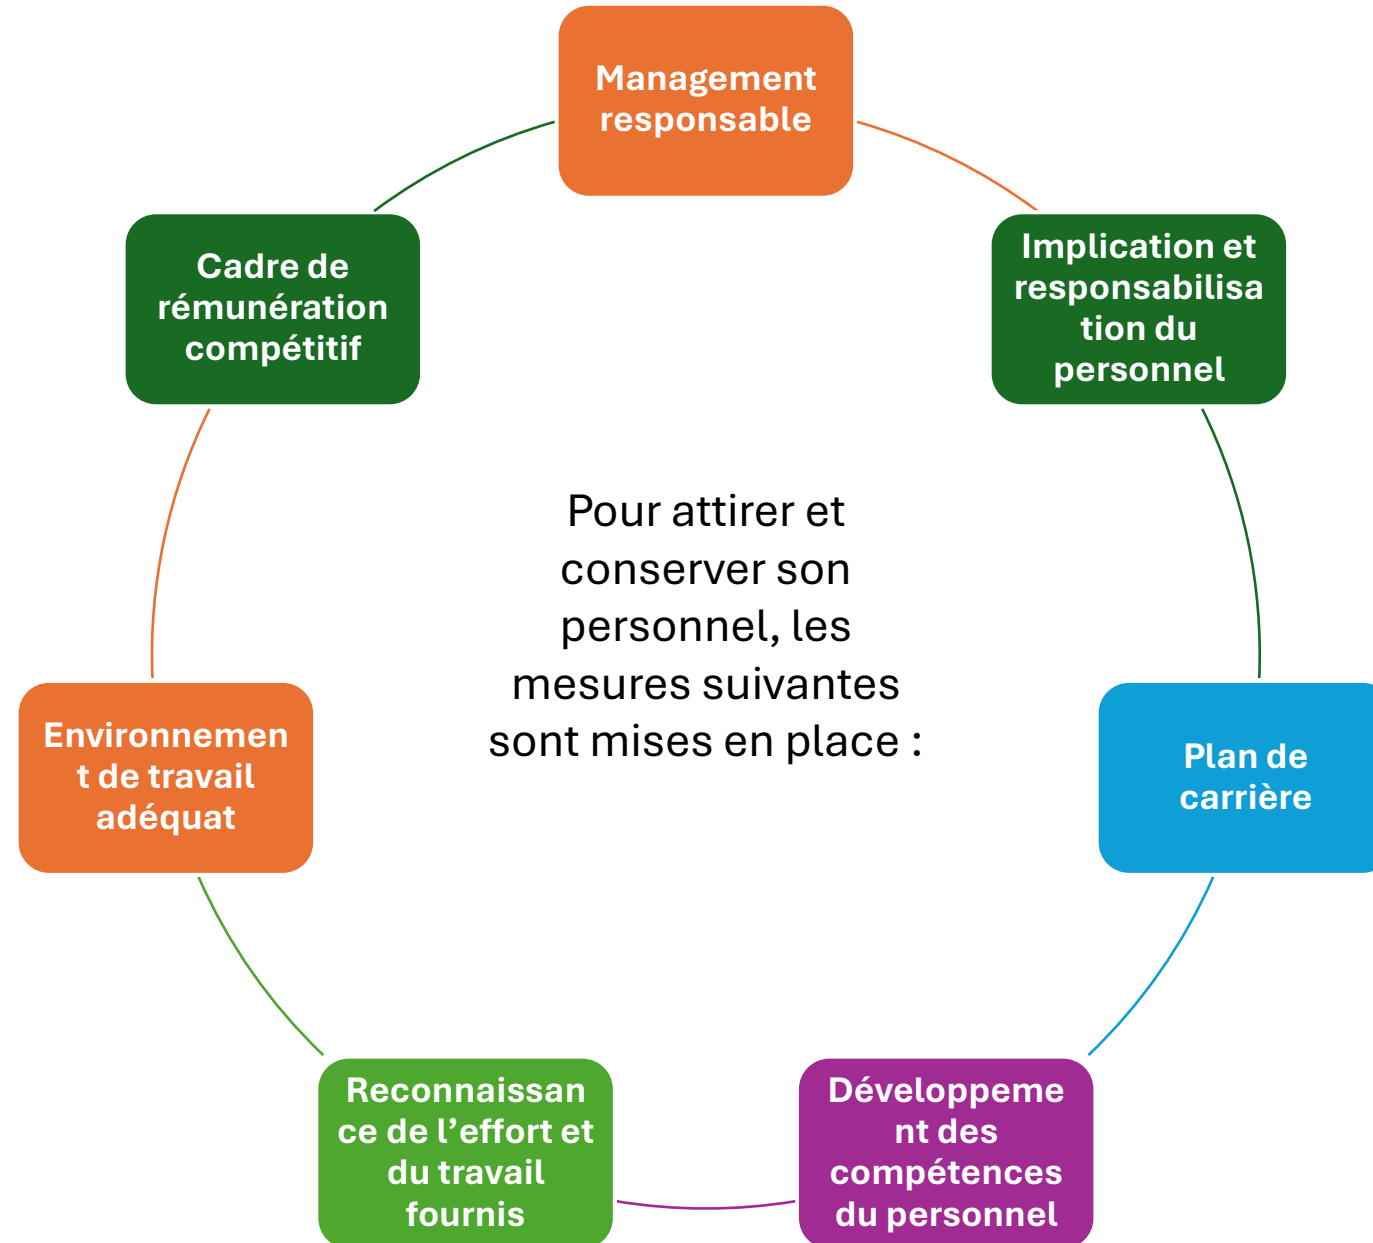 Management
responsable
Implication et
responsabilisa
tion du
personnel
Plan de
carrière
Développeme
nt des
compétences
du personnel
Reconnaissan
ce de l’effort et
du travail
fournis
Environnemen
t de travail
adéquat
Cadre de
rémunération
compétitif
Pour attirer et
conserver son
personnel, les
mesures suivantes
sont mises en place :